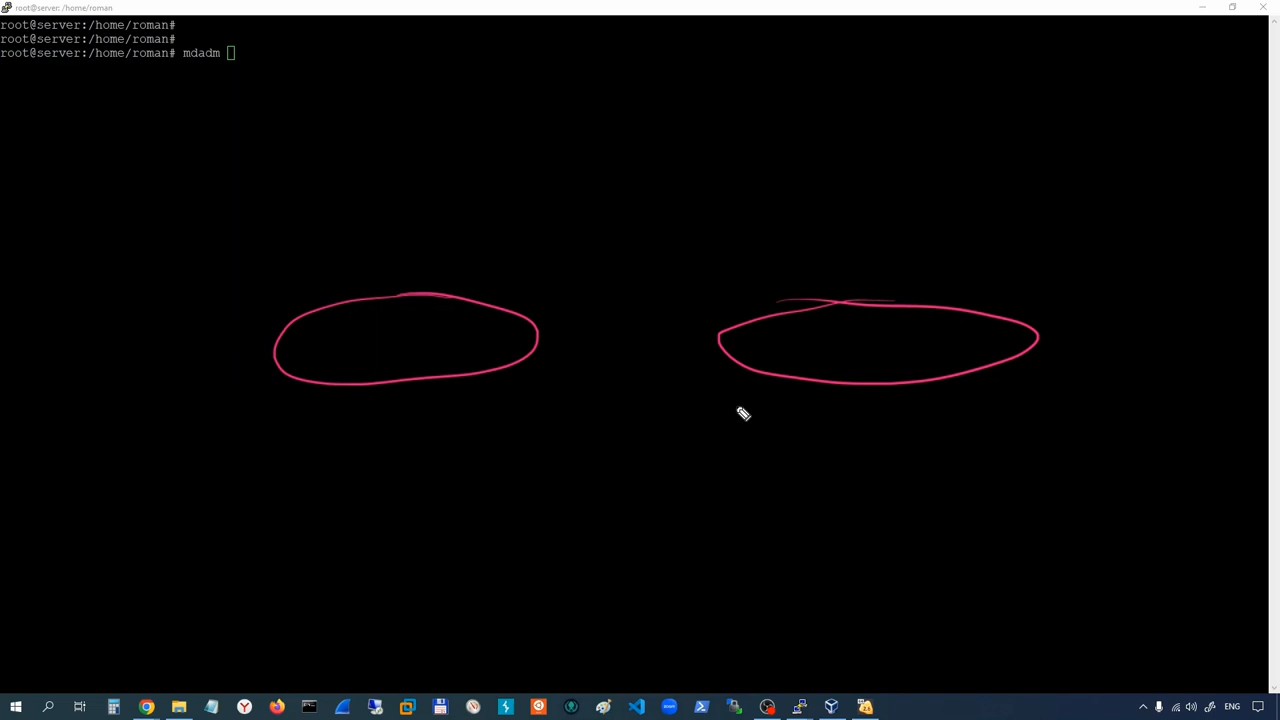 root@server: /home/roman
root@server:/home/roman#
root@server:/home/roman#
root@server:/home/roman# mdadm
ENG